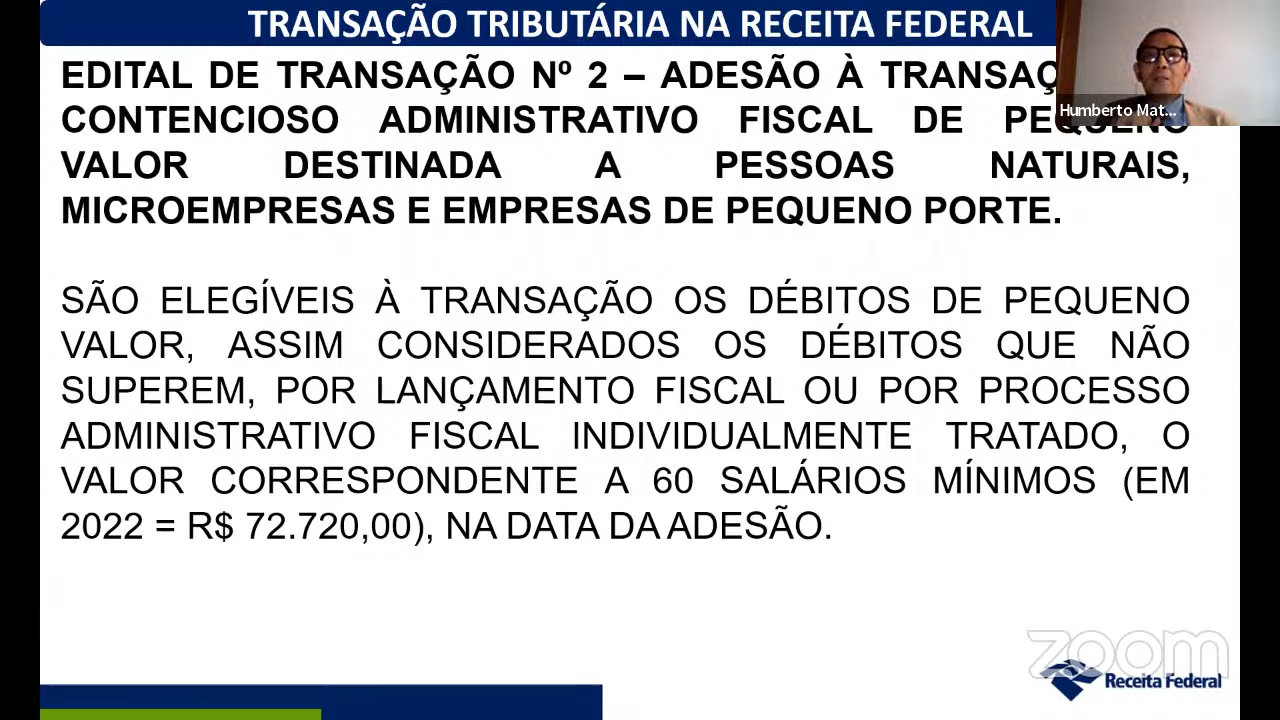 TRANSAÇÃO TRIBUTÁRIA NA RECEITA FEDERAL
EDITAL DE TRANSAÇÃO Nº 2 – ADESÃO À
CONTENCIOSO ADMINISTRATIVO FISCAL DE PEQUENO
VALOR DESTINADA A PESSOAS NATURAIS,
MICROEMPRESAS E EMPRESAS DE PEQUENO PORTE.
SÃO ELEGÍVEIS À TRANSAÇÃO OS DÉBITOS DE PEQUENO
VALOR, ASSIM CONSIDERADOS OS DÉBITOS QUE NÃO
SUPEREM, POR LANÇAMENTO FISCAL OU POR PROCESSO
ADMINISTRATIVO FISCAL INDIVIDUALMENTE TRATADO, O
VALOR CORRESPONDENTE A 60 SALÁRIOS MÍNIMOS (EM
2022 = R$ 72.720,00), NA DATA DA ADESÃO.
Humberto Mat...
zoom
Receita Federal